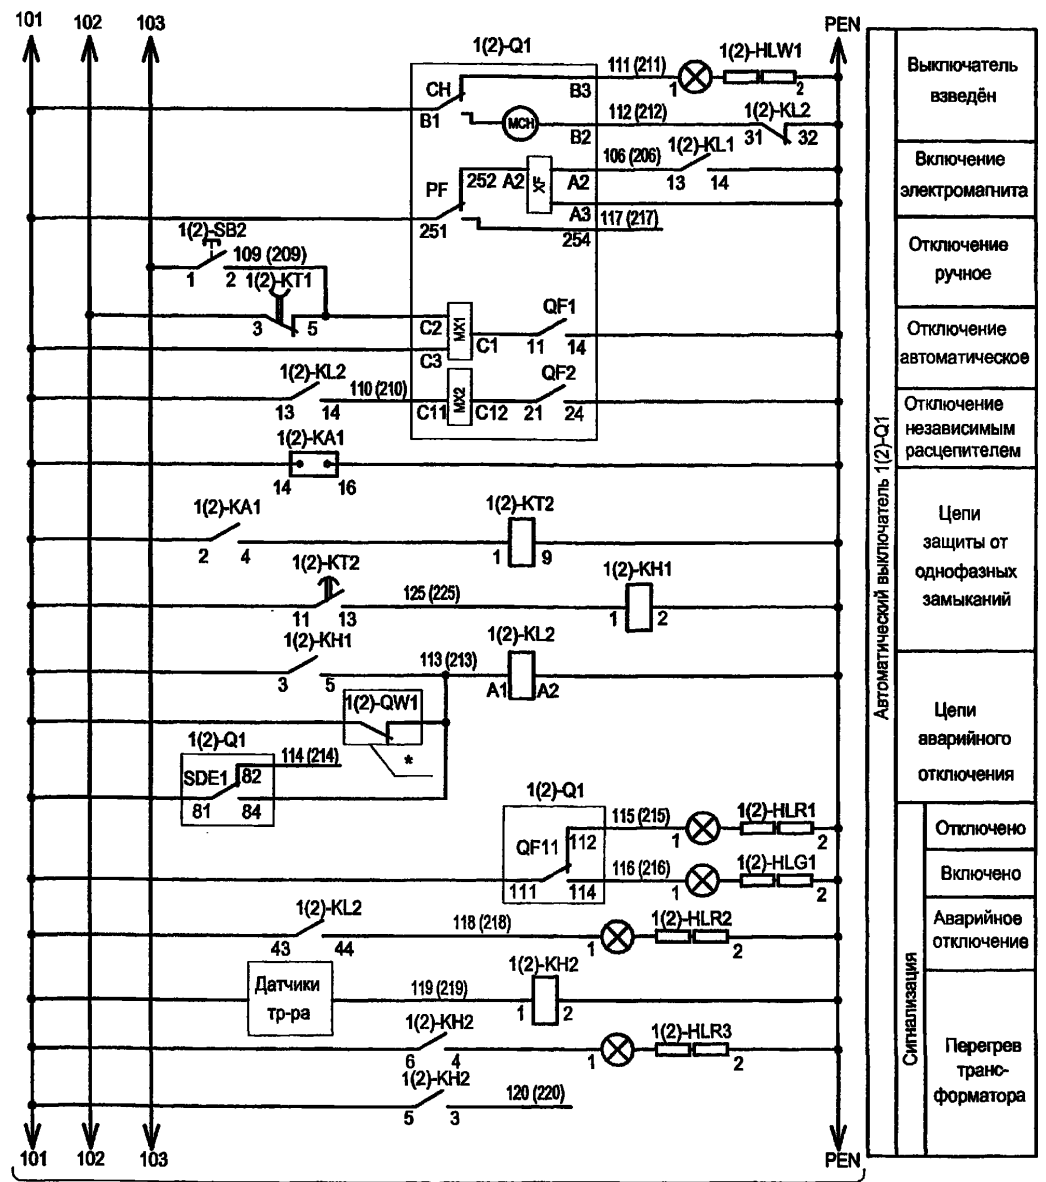 101 102 103 PEN
1(2)-Q1
111 (211) 1(2)-HLW1
CH B3 1 2
B1 МСН 112 (212) 1(2)-KL2
B2 31 32
106 (206) 1(2)-KL1
PF 252 A2 XF A2 13 14
A3
251 254 117 (217)
1(2)-SB2
109 (209)
1 2 1(2)-KT1
3 5 C2 MX1 QF1
C3 C1 11 14
1(2)-KL2
110 (210) QF2
13 14 C11 MX2 C12 21 24
1(2)-KA1
14 16
1(2)-KA1 1(2)-KT2
2 4 1 9
1(2)-KT2 1(2)-KH1
125 (225)
11 13 1 2
1(2)-KH1 1(2)-KL2
113 (213)
3 5 A1 A2
1(2)-QW1
*
1(2)-Q1
114 (214)
SDE1 82
81 84
1(2)-Q1
115 (215) 1(2)-HLR1
QF11 112 1 2
116 (216) 1(2)-HLG1
111 114 1 2
1(2)-KL2
118 (218) 1(2)-HLR2
43 44 1 2
Датчики
тр-ра
119 (219) 1(2)-KH2
1 2
1(2)-KH2 1(2)-HLR3
6 4 1 2
1(2)-KH2
120 (220)
5 3
101 102 103 PEN
Автоматический выключатель 1(2)-Q1
Выключатель
взведён
Включение
электромагнита
Отключение
ручное
Отключение
автоматическое
Отключение
независимым
расцепителем
Цепи
защиты от
однофазных
замыканий
Цепи
аварийного
отключения
Сигнализация
Отключено
Включено
Аварийное
отключение
Перегрев
транс-
форматора